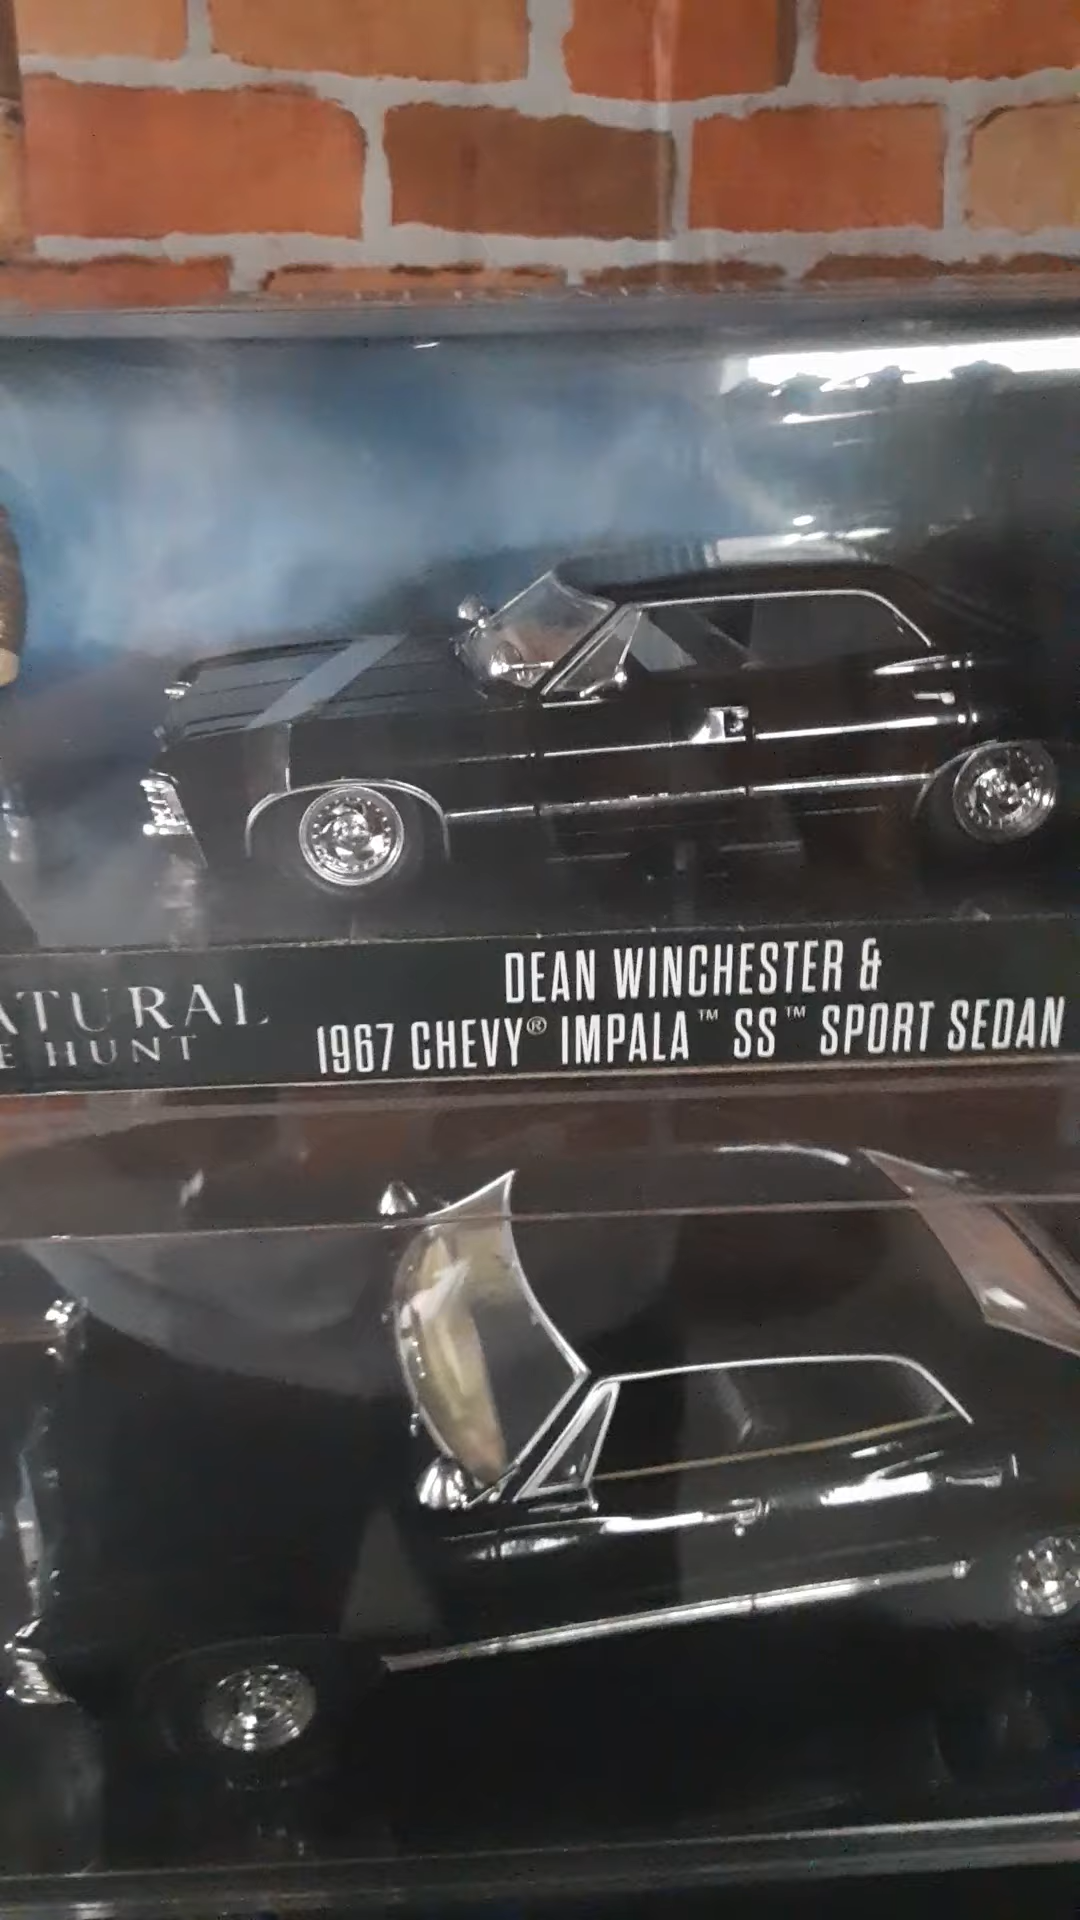 ATURAL
E HUNT
DEAN WINCHESTER &
1967 CHEVY® IMPALA™ SS™ SPORT SEDAN